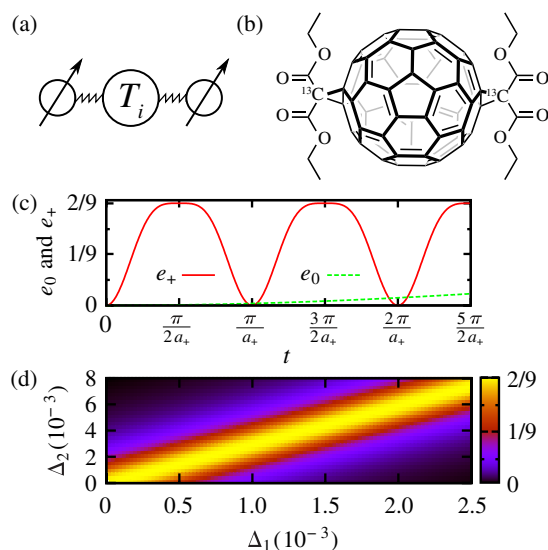 (a)
T_i
(b)
O O
O O
13C 13C
O O
O O
(c)
e_0 and e_+
2/9
1/9
0
e_+ e_0
0 π/2a_+ π/a_+ 3π/2a_+ 2π/a_+ 5π/2a_+
t
(d)
Δ_2(10^{-3})
8
6
4
2
0
0 0.5 1.0 1.5 2.0 2.5
Δ_1(10^{-3})
2/9
1/9
0